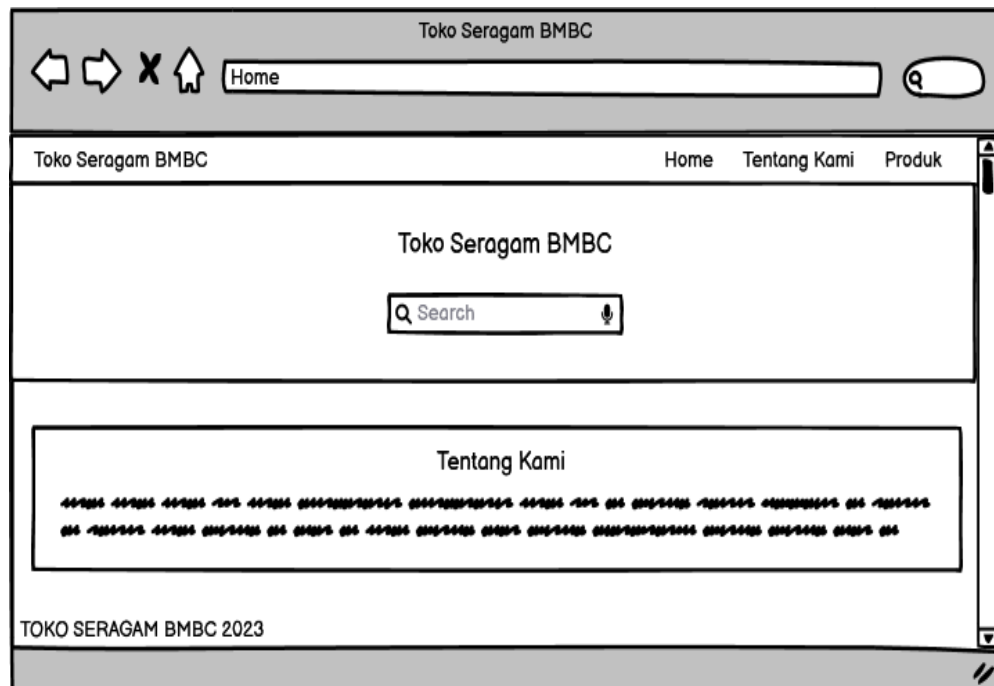 Toko Seragam BMBC
Home
Toko Seragam BMBC Home Tentang Kami Produk
Toko Seragam BMBC
Search
Tentang Kami
TOKO SERAGAM BMBC 2023